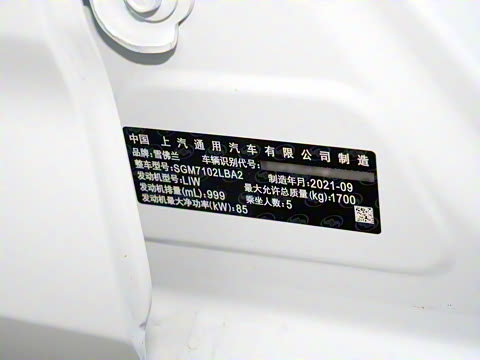 中国 上汽通用汽车有限公司制造
品牌:雪佛兰 车辆识别代号:
整车型号:SGM7102LBA2 制造年月:2021-09
发动机型号:LIW 最大允许总质量(kg):1700
发动机排量(mL):999 乘坐人数:5
发动机最大净功率(kW):85